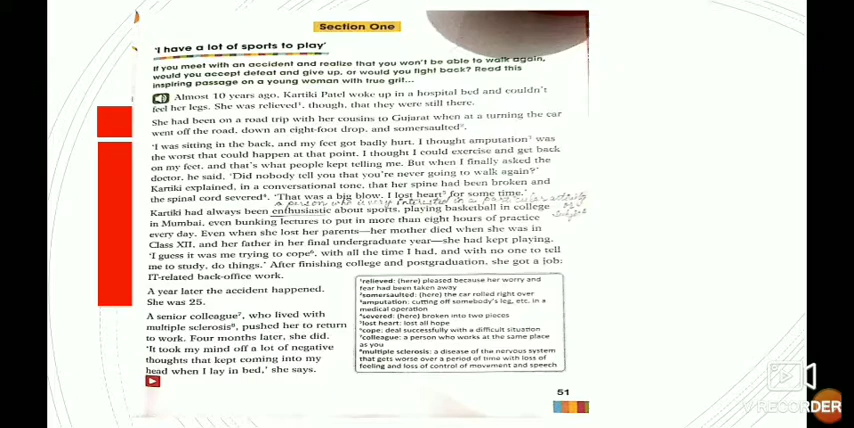 Section One
'I have a lot of sports to play'
If you meet with an accident and realize that you won't be able to walk again,
would you accept defeat and give up, or would you fight back? Read this
inspiring passage on a young woman with true grit...
Almost 10 years ago, Kartiki Patel woke up in a hospital bed and couldn't
feel her legs. She was relieved¹, though, that they were still there.
She had been on a road trip with her cousins to Gujarat when at a turning the car
went off the road, down an eight-foot drop, and somersaulted².
'I was sitting in the back, and my feet got badly hurt. I thought amputation³ was
the worst that could happen at that point. I thought I could exercise and get back
on my feet, and that's what people kept telling me. But when I finally asked the
doctor, he said, 'Did nobody tell you that you're never going to walk again?'
Kartiki explained, in a conversational tone, that her spine had been broken and
the spinal cord severed⁴. 'That was a big blow. I lost heart⁵ for some time.'
a person who is very interested in a particular activity
or subject
Kartiki had always been enthusiastic about sports, playing basketball in college
in Mumbai, even bunking lectures to put in more than eight hours of practice
every day. Even when she lost her parents—her mother died when she was in
Class XII, and her father in her final undergraduate year—she had kept playing.
'I guess it was me trying to cope⁶, with all the time I had, and with no one to tell
me to study, do things.' After finishing college and postgraduation, she got a job:
IT-related back-office work.
A year later the accident happened.
She was 25.
A senior colleague⁷, who lived with
multiple sclerosis⁸, pushed her to return
to work. Four months later, she did.
'It took my mind off a lot of negative
thoughts that kept coming into my
head when I lay in bed,' she says.
¹relieved: (here) pleased because her worry and
fear had been taken away
²somersaulted: (here) the car rolled right over
³amputation: cutting off somebody's leg, etc. in a
medical operation
⁴severed: (here) broken into two pieces
⁵lost heart: lost all hope
⁶cope: deal successfully with a difficult situation
⁷colleague: a person who works at the same place
as you
⁸multiple sclerosis: a disease of the nervous system
that gets worse over a period of time with loss of
feeling and loss of control of movement and speech
51
V RECORDER